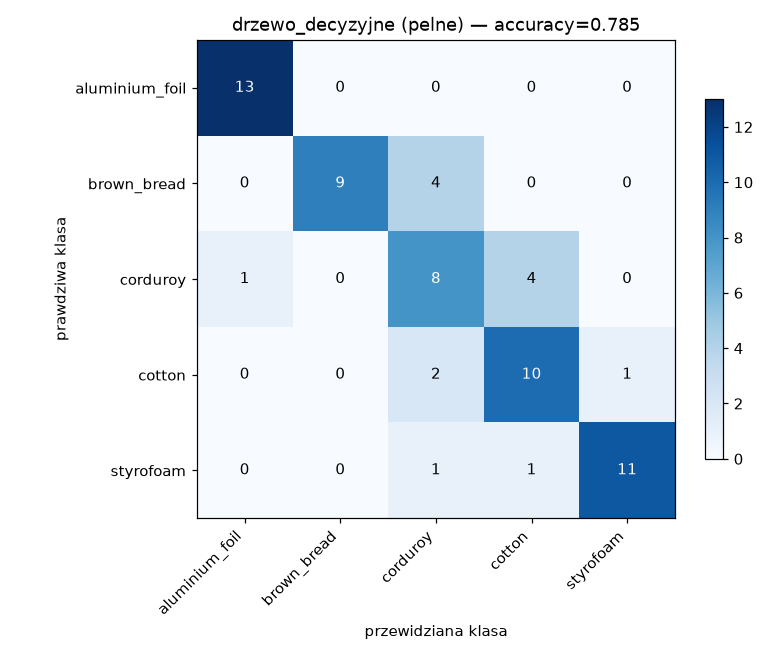 drzewo_decyzyjne (pelne) — accuracy=0.785
prawdziwa klasa
aluminium_foil 13 0 0 0 0
brown_bread 0 9 4 0 0
corduroy 1 0 8 4 0
cotton 0 0 2 10 1
styrofoam 0 0 1 1 11
aluminium_foil brown_bread corduroy cotton styrofoam
przewidziana klasa
12
10
8
6
4
2
0